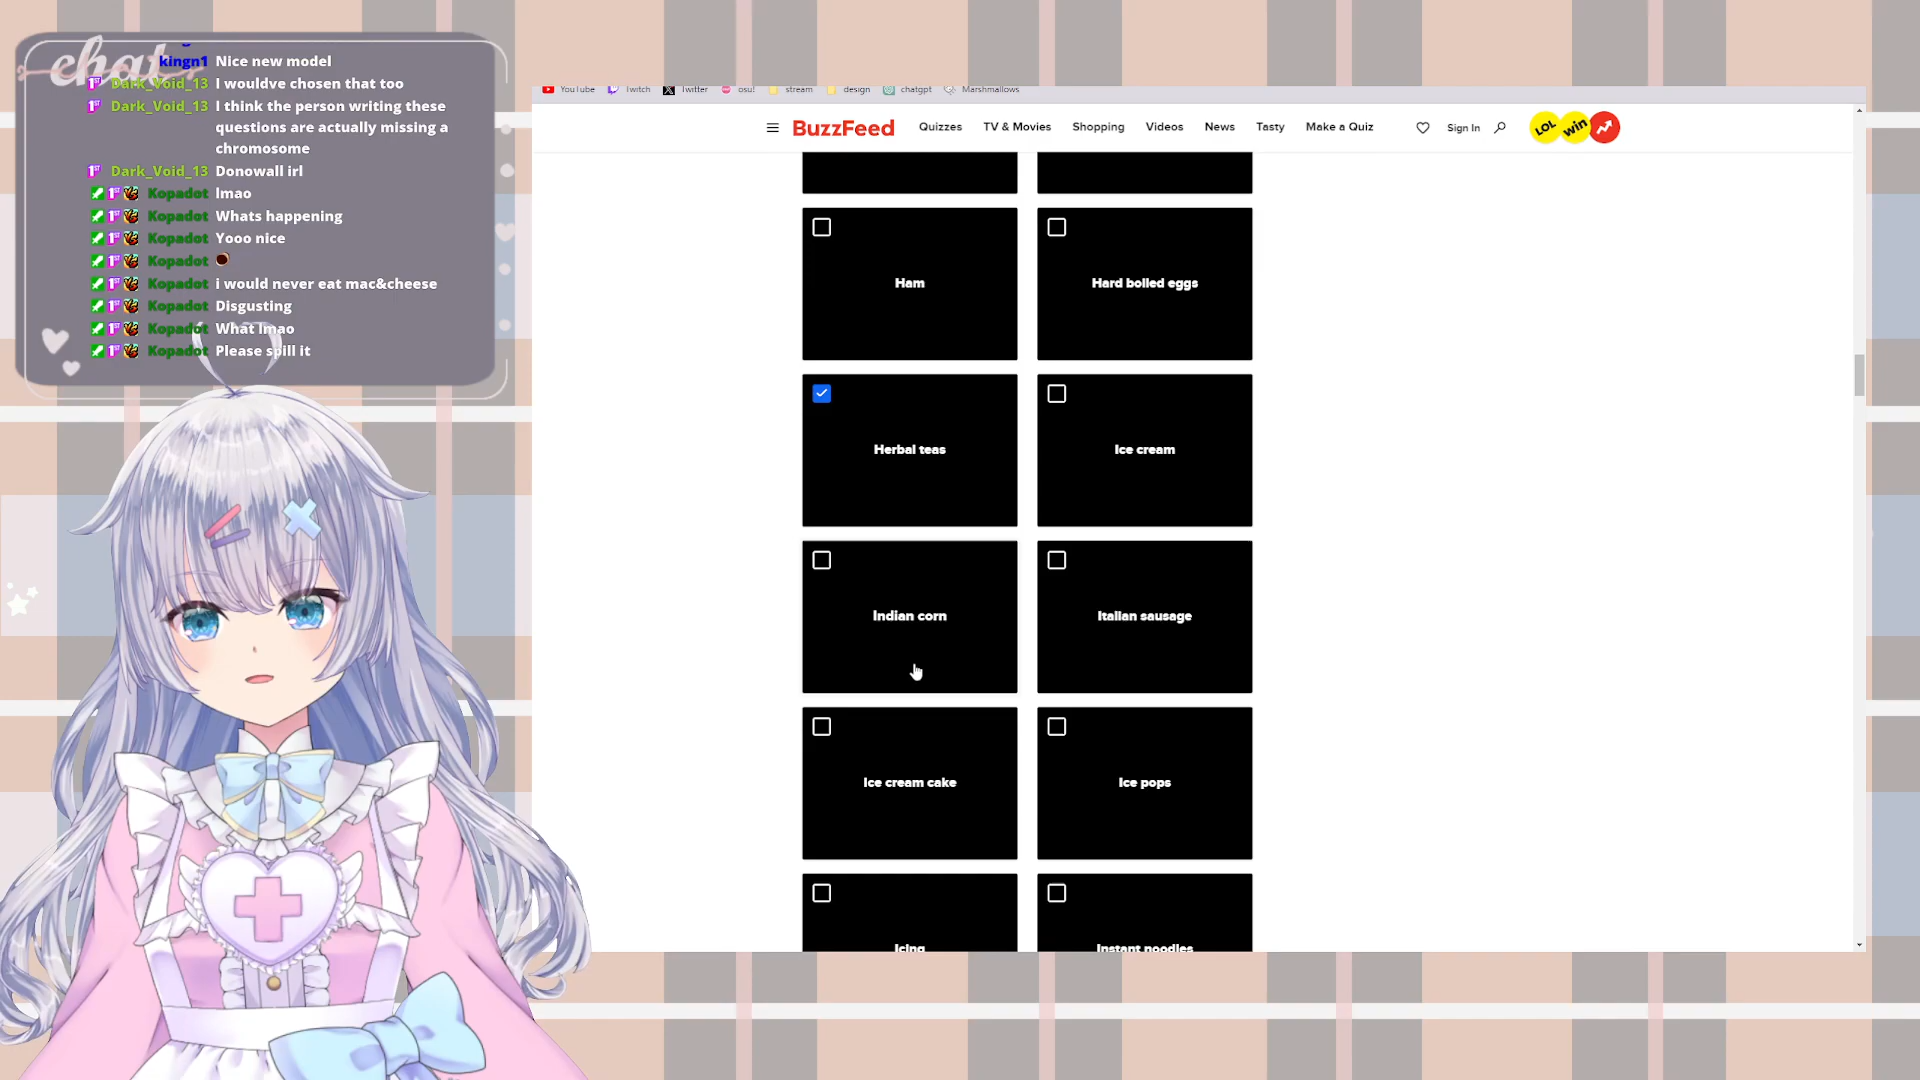 chat
kingn1 Nice new model
Dark_Void_13 I wouldve chosen that too
Dark_Void_13 I think the person writing these
questions are actually missing a
chromosome
Dark_Void_13 Donowall irl
Kopadot lmao
Kopadot Whats happening
Kopadot Yooo nice
Kopadot
Kopadot i would never eat mac&cheese
Kopadot Disgusting
Kopadot What lmao
Kopadot Please spill it
YouTube Twitch Twitter osu! stream design chatgpt Marshmallows
BuzzFeed Quizzes TV & Movies Shopping Videos News Tasty Make a Quiz Sign In LOL win
Ham Hard boiled eggs
Herbal teas Ice cream
Indian corn Italian sausage
Ice cream cake Ice pops
Icing Instant noodles